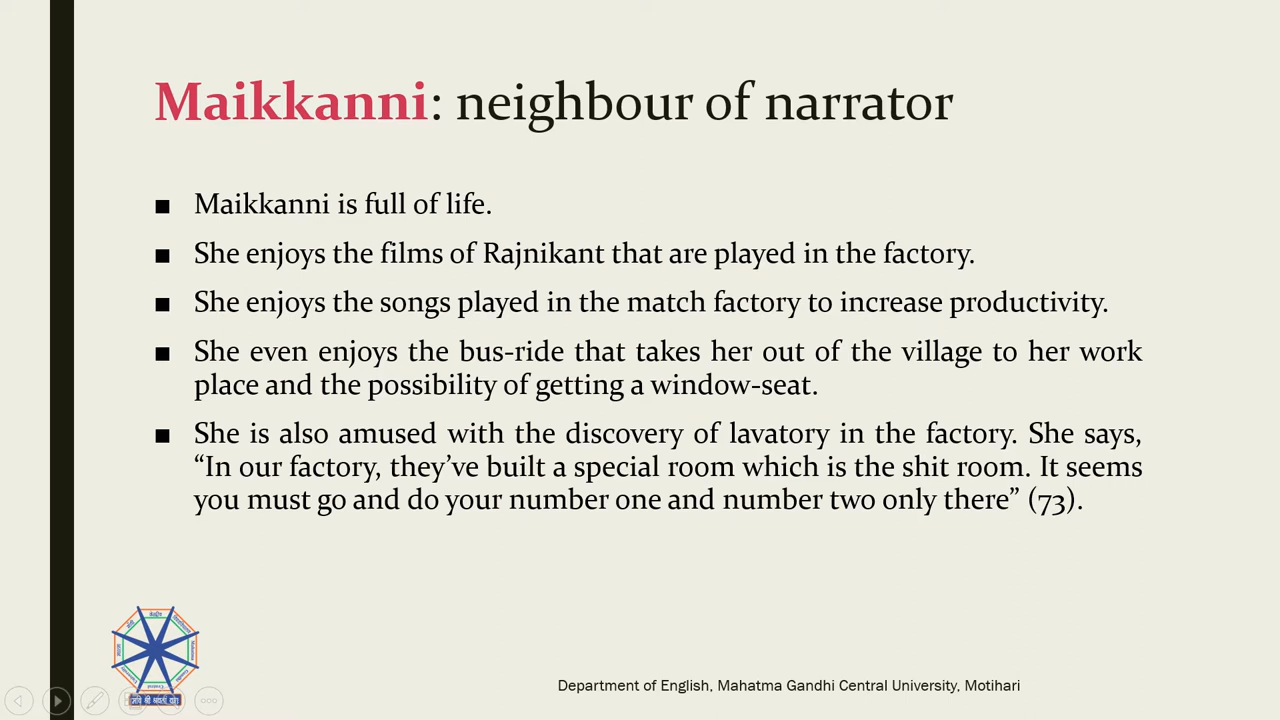 Maikkanni: neighbour of narrator
■ Maikkanni is full of life.
■ She enjoys the films of Rajnikant that are played in the factory.
■ She enjoys the songs played in the match factory to increase productivity.
■ She even enjoys the bus-ride that takes her out of the village to her work
place and the possibility of getting a window-seat.
■ She is also amused with the discovery of lavatory in the factory. She says,
“In our factory, they’ve built a special room which is the shit room. It seems
you must go and do your number one and number two only there” (73).
Department of English, Mahatma Gandhi Central University, Motihari